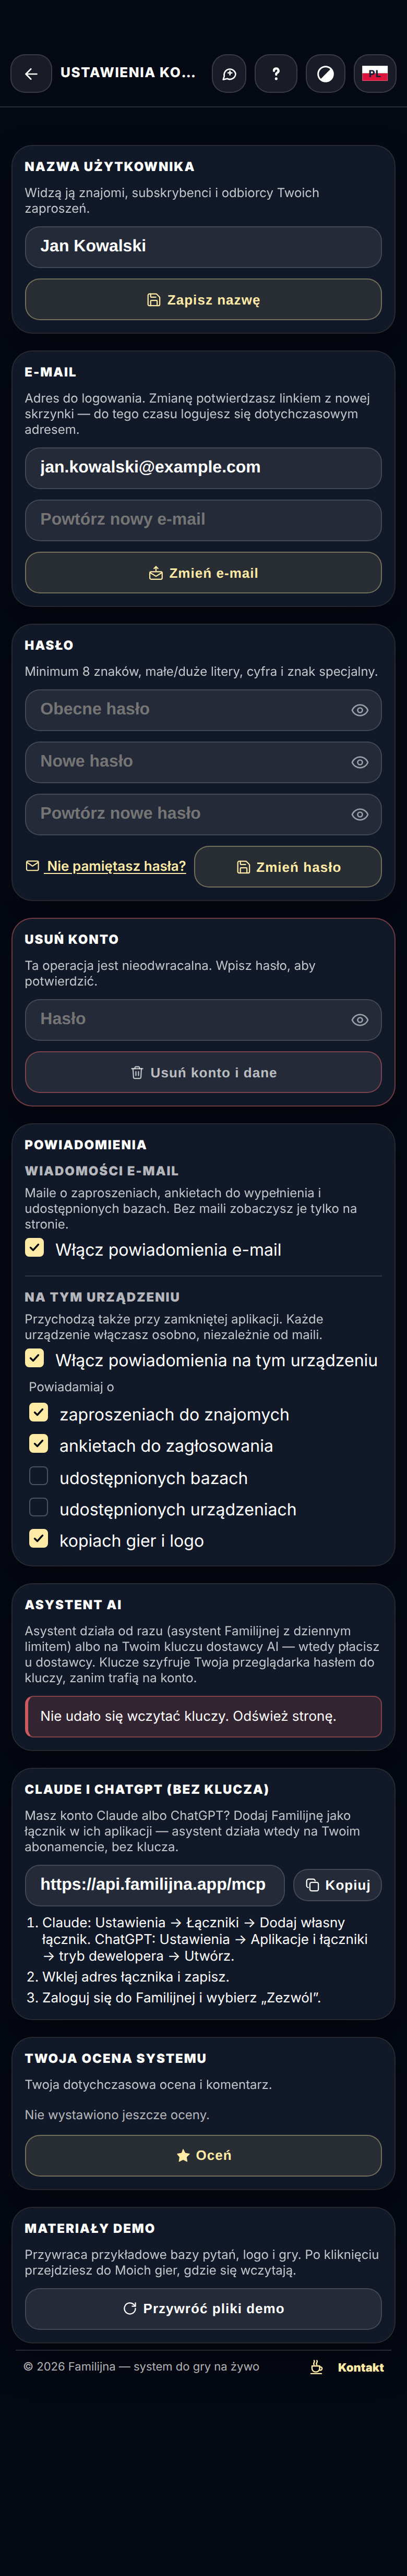 USTAWIENIA KO...
?
PL
NAZWA UŻYTKOWNIKA
Widzą ją znajomi, subskrybenci i odbiorcy Twoich
zaproszeń.
Jan Kowalski
Zapisz nazwę
E-MAIL
Adres do logowania. Zmianę potwierdzasz linkiem z nowej
skrzynki — do tego czasu logujesz się dotychczasowym
adresem.
jan.kowalski@example.com
Powtórz nowy e-mail
Zmień e-mail
HASŁO
Minimum 8 znaków, małe/duże litery, cyfra i znak specjalny.
Obecne hasło
Nowe hasło
Powtórz nowe hasło
Nie pamiętasz hasła?
Zmień hasło
USUŃ KONTO
Ta operacja jest nieodwracalna. Wpisz hasło, aby
potwierdzić.
Hasło
Usuń konto i dane
POWIADOMIENIA
WIADOMOŚCI E-MAIL
Maile o zaproszeniach, ankietach do wypełnienia i
udostępnionych bazach. Bez maili zobaczysz je tylko na
stronie.
Włącz powiadomienia e-mail
NA TYM URZĄDZENIU
Przychodzą także przy zamkniętej aplikacji. Każde
urządzenie włączasz osobno, niezależnie od maili.
Włącz powiadomienia na tym urządzeniu
Powiadamiaj o
zaproszeniach do znajomych
ankietach do zagłosowania
udostępnionych bazach
udostępnionych urządzeniach
kopiach gier i logo
ASYSTENT AI
Asystent działa od razu (asystent Familijnej z dziennym
limitem) albo na Twoim kluczu dostawcy AI — wtedy płacisz
u dostawcy. Klucze szyfruje Twoja przeglądarka hasłem do
kluczy, zanim trafią na konto.
Nie udało się wczytać kluczy. Odśwież stronę.
CLAUDE I CHATGPT (BEZ KLUCZA)
Masz konto Claude albo ChatGPT? Dodaj Familijnę jako
łącznik w ich aplikacji — asystent działa wtedy na Twoim
abonamencie, bez klucza.
https://api.familijna.app/mcp
Kopiuj
1. Claude: Ustawienia → Łączniki → Dodaj własny
łącznik. ChatGPT: Ustawienia → Aplikacje i łączniki
→ tryb dewelopera → Utwórz.
2. Wklej adres łącznika i zapisz.
3. Zaloguj się do Familijnej i wybierz „Zezwól”.
TWOJA OCENA SYSTEMU
Twoja dotychczasowa ocena i komentarz.
Nie wystawiono jeszcze oceny.
Oceń
MATERIAŁY DEMO
Przywraca przykładowe bazy pytań, logo i gry. Po kliknięciu
przejdziesz do Moich gier, gdzie się wczytają.
Przywróć pliki demo
© 2026 Familijna — system do gry na żywo
Kontakt